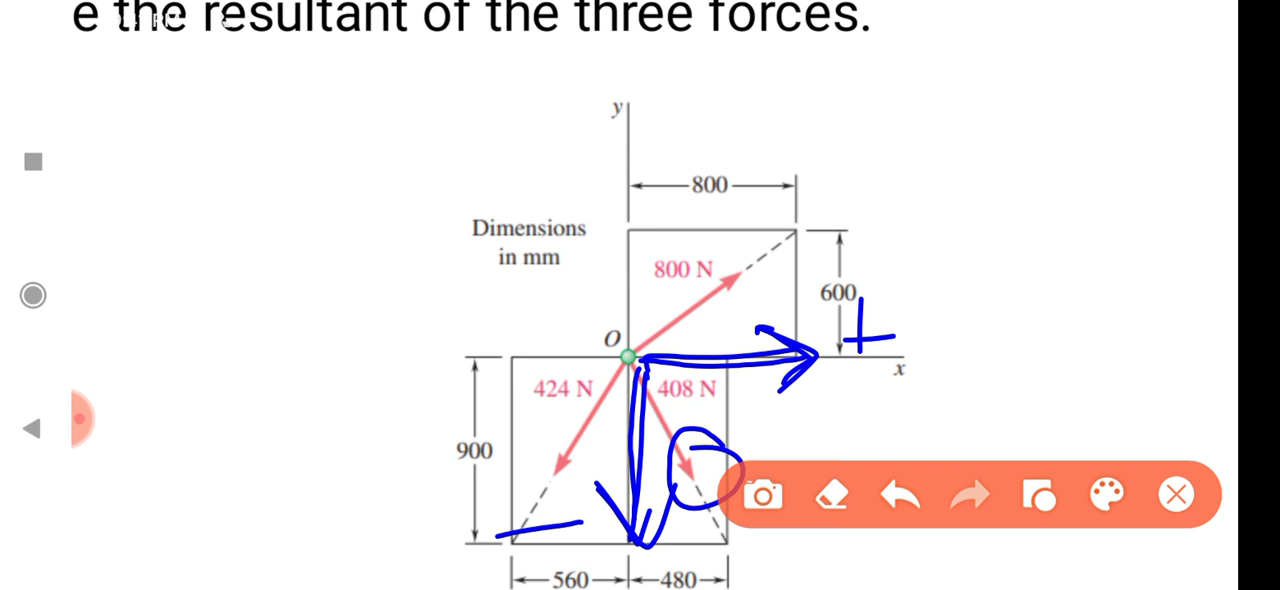 e the resultant of the three forces.
y
800
Dimensions
in mm
800 N
600
O
x
424 N
408 N
900
560
480